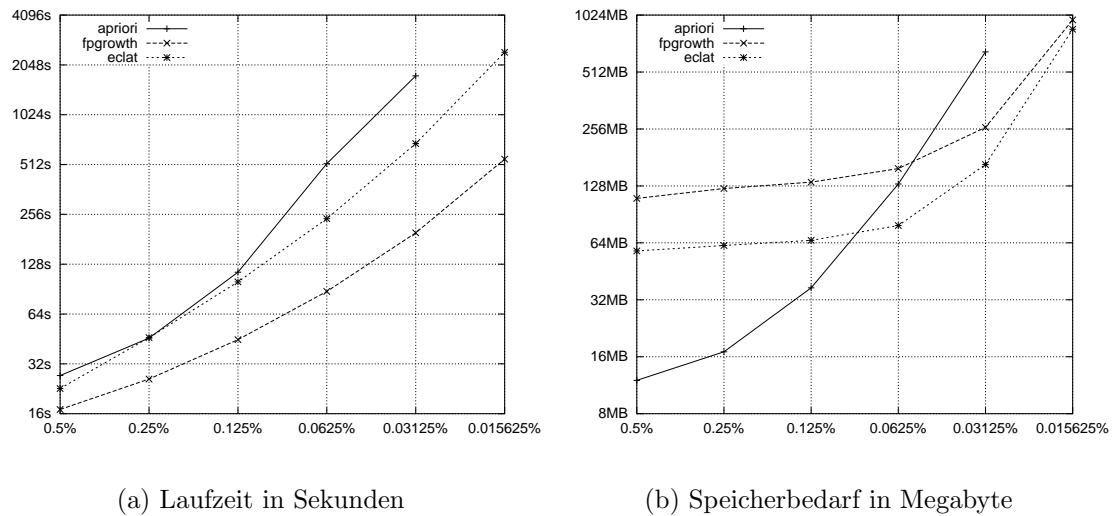 4096s
2048s
1024s
512s
256s
128s
64s
32s
16s
apriori
fpgrowth
eclat
0.5%
0.25%
0.125%
0.0625%
0.03125%
0.015625%
(a) Laufzeit in Sekunden
1024MB
512MB
256MB
128MB
64MB
32MB
16MB
8MB
apriori
fpgrowth
eclat
0.5%
0.25%
0.125%
0.0625%
0.03125%
0.015625%
(b) Speicherbedarf in Megabyte